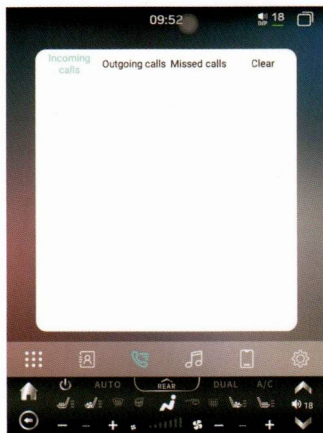 09:52
18
Incoming calls
Outgoing calls Missed calls Clear
AUTO REAR DUAL A/C
18